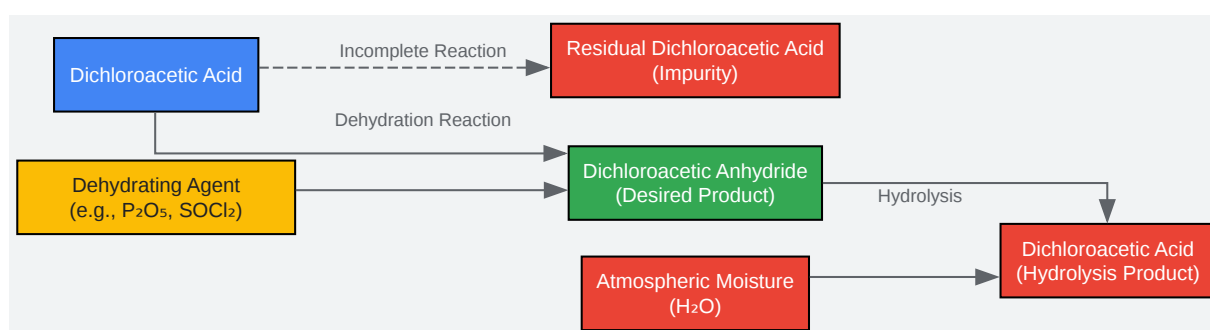 Dichloroacetic Acid
Incomplete Reaction
Residual Dichloroacetic Acid
(Impurity)
Dehydration Reaction
Dehydrating Agent
(e.g., P₂O₅, SOCl₂)
Dichloroacetic Anhydride
(Desired Product)
Hydrolysis
Atmospheric Moisture
(H₂O)
Dichloroacetic Acid
(Hydrolysis Product)